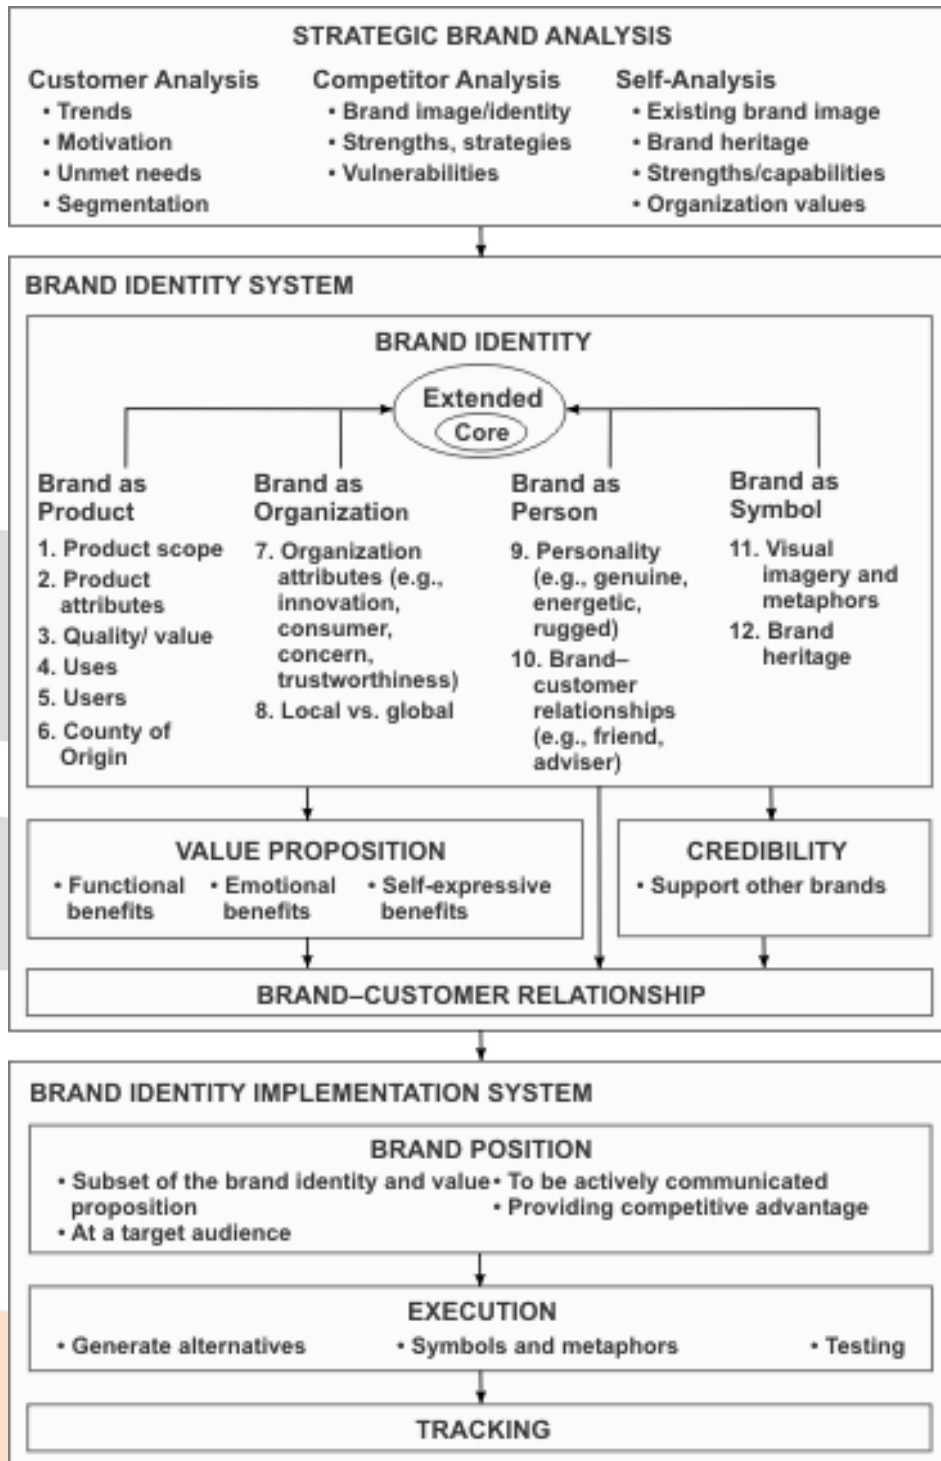 STRATEGIC BRAND ANALYSIS
Customer Analysis
• Trends
• Motivation
• Unmet needs
• Segmentation
Competitor Analysis
• Brand image/identity
• Strengths, strategies
• Vulnerabilities
Self-Analysis
• Existing brand image
• Brand heritage
• Strengths/capabilities
• Organization values
BRAND IDENTITY SYSTEM
BRAND IDENTITY
Extended
Core
Brand as
Product
1. Product scope
2. Product
attributes
3. Quality/ value
4. Uses
5. Users
6. County of
Origin
Brand as
Organization
7. Organization
attributes (e.g.,
innovation,
consumer,
concern,
trustworthiness)
8. Local vs. global
Brand as
Person
9. Personality
(e.g., genuine,
energetic,
rugged)
10. Brand–
customer
relationships
(e.g., friend,
adviser)
Brand as
Symbol
11. Visual
imagery and
metaphors
12. Brand
heritage
VALUE PROPOSITION
• Functional
benefits
• Emotional
benefits
• Self-expressive
benefits
CREDIBILITY
• Support other brands
BRAND–CUSTOMER RELATIONSHIP
BRAND IDENTITY IMPLEMENTATION SYSTEM
BRAND POSITION
• Subset of the brand identity and value
proposition
• At a target audience
• To be actively communicated
• Providing competitive advantage
EXECUTION
• Generate alternatives
• Symbols and metaphors
• Testing
TRACKING